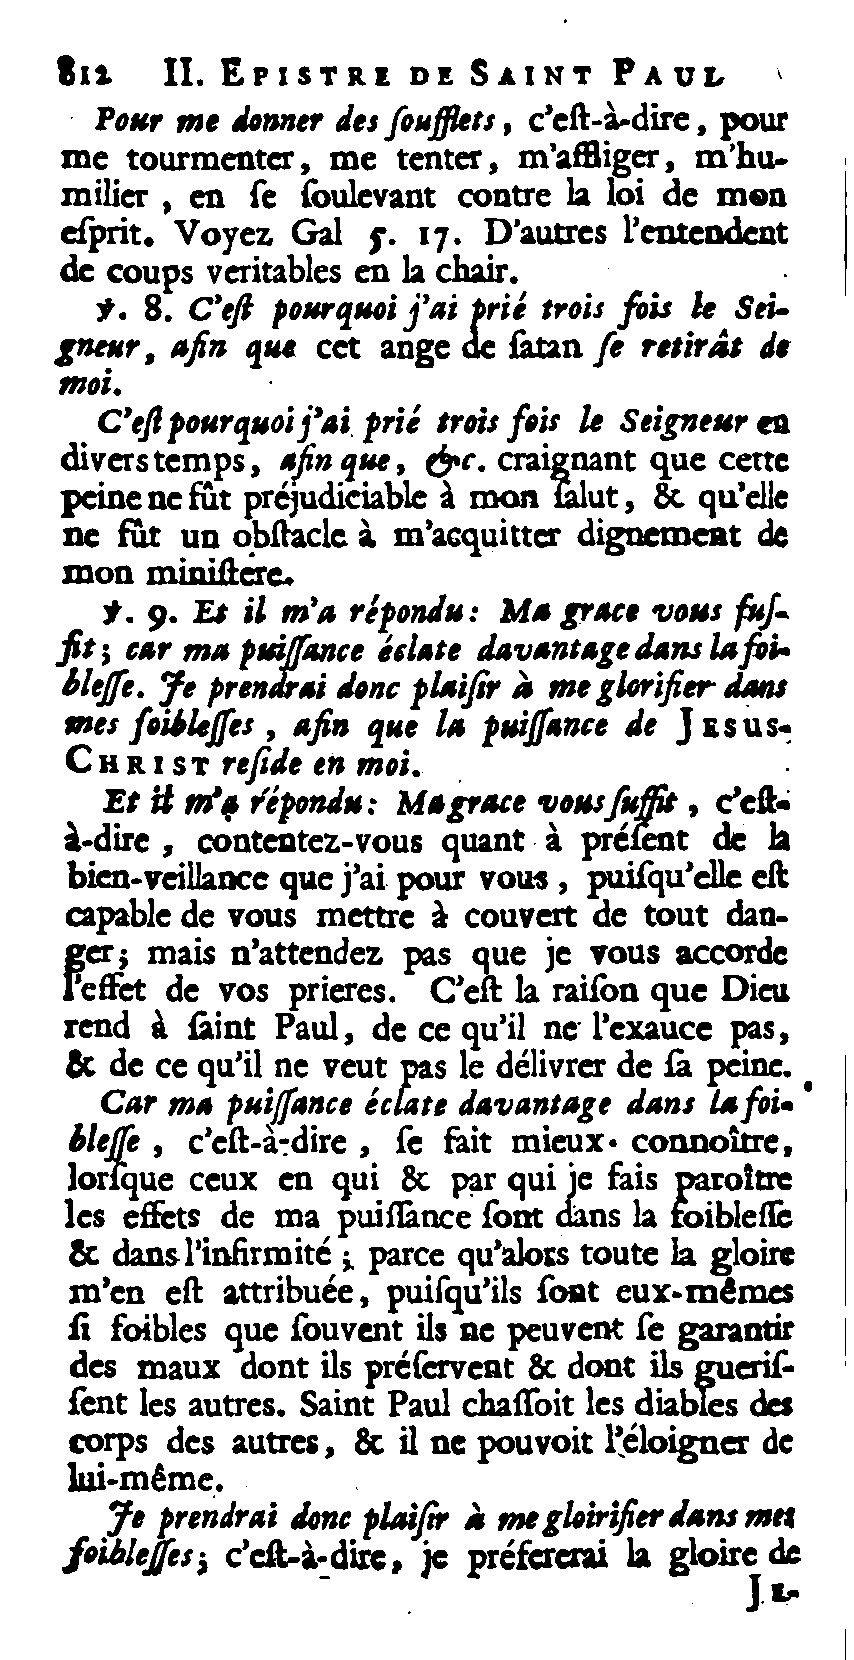 812 II. EPISTRE DE SAINT PAUL
Pour me donner des ſoufflets, c'eſt-à-dire, pour
me tourmenter, me tenter, m'affliger, m'hu-
milier, en ſe ſoulevant contre la loi de mon
eſprit. Voyez Gal 5. 17. D'autres l'entendent
de coups veritables en la chair.
℣. 8. C'eſt pourquoi j'ai prié trois fois le Sei-
gneur, afin que cet ange de ſatan ſe retirât de
moi.
C'eſt pourquoi j'ai prié trois fois le Seigneur en
divers temps, afin que, &c. craignant que cette
peine ne fût préjudiciable à mon ſalut, & qu'elle
ne fût un obſtacle à m'acquitter dignement de
mon miniſtere.
℣. 9. Et il m'a répondu: Ma grace vous ſuf-
fit; car ma puiſſance éclate davantage dans la foi-
bleſſe. Je prendrai donc plaiſir à me glorifier dans
mes foibleſſes, afin que la puiſſance de JESUS-
CHRIST reſide en moi.
Et il m'a répondu: Ma grace vous ſuffit, c'eſt-
à-dire, contentez-vous quant à préſent de la
bien-veillance que j'ai pour vous, puiſqu'elle eſt
capable de vous mettre à couvert de tout dan-
ger; mais n'attendez pas que je vous accorde
l'effet de vos prieres. C'eſt la raiſon que Dieu
rend à ſaint Paul, de ce qu'il ne l'exauce pas,
& de ce qu'il ne veut pas le délivrer de ſa peine.
Car ma puiſſance éclate davantage dans la foi-
bleſſe, c'eſt-à-dire, ſe fait mieux connoître,
lorſque ceux en qui & par qui je fais paroître
les effets de ma puiſſance ſont dans la foibleſſe
& dans l'infirmité; parce qu'alors toute la gloire
m'en eſt attribuée, puiſqu'ils ſont eux-mêmes
ſi foibles que ſouvent ils ne peuvent ſe garantir
des maux dont ils préſervent & dont ils gueriſ-
ſent les autres. Saint Paul chaſſoit les diables des
corps des autres, & il ne pouvoit l'éloigner de
lui-même.
Je prendrai donc plaiſir à me gloirifier dans mes
foibleſſes; c'eſt-à-dire, je préfererai la gloire de
JE-